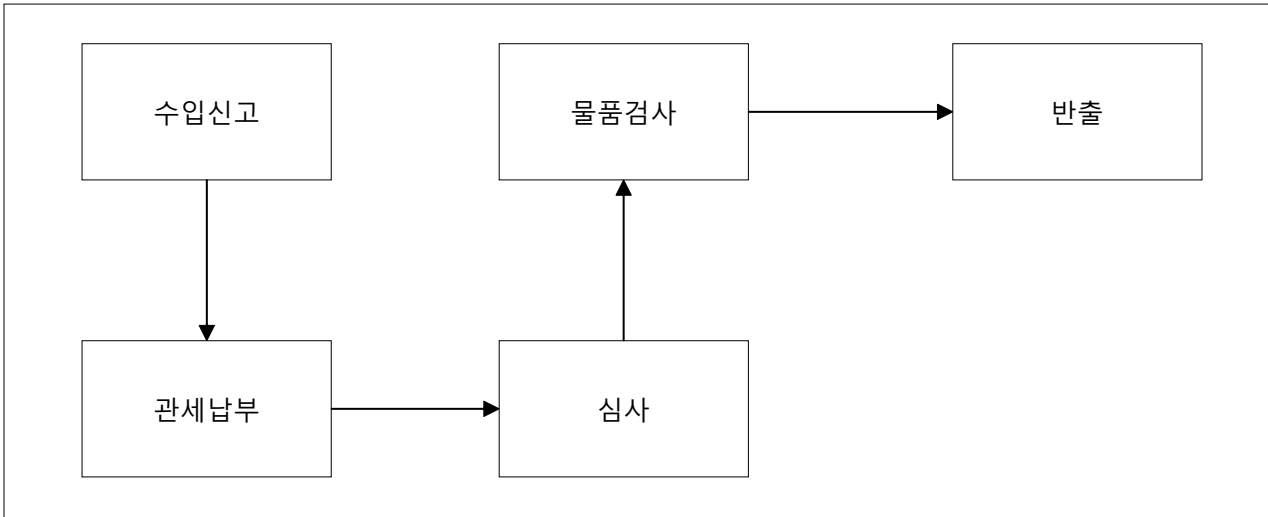 수입신고
물품검사
반출
관세납부
심사